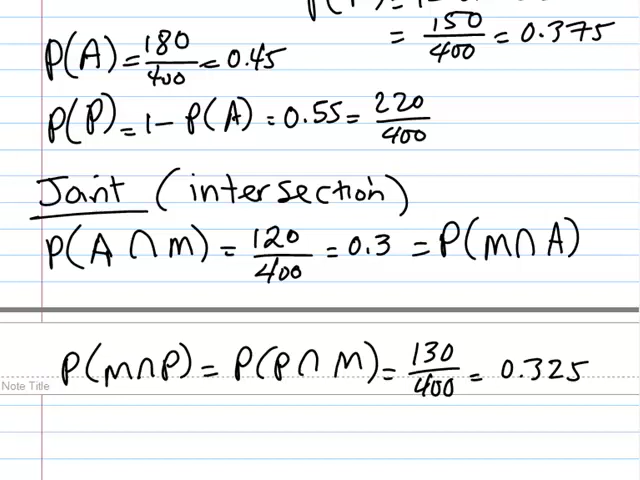 = 150/400 = 0.375
P(A) = 180/400 = 0.45
P(P) = 1 - P(A) = 0.55 = 220/400
Joint (intersection)
P(A ∩ M) = 120/400 = 0.3 = P(M ∩ A)
P(M ∩ P) = P(P ∩ M) = 130/400 = 0.325
Note Title